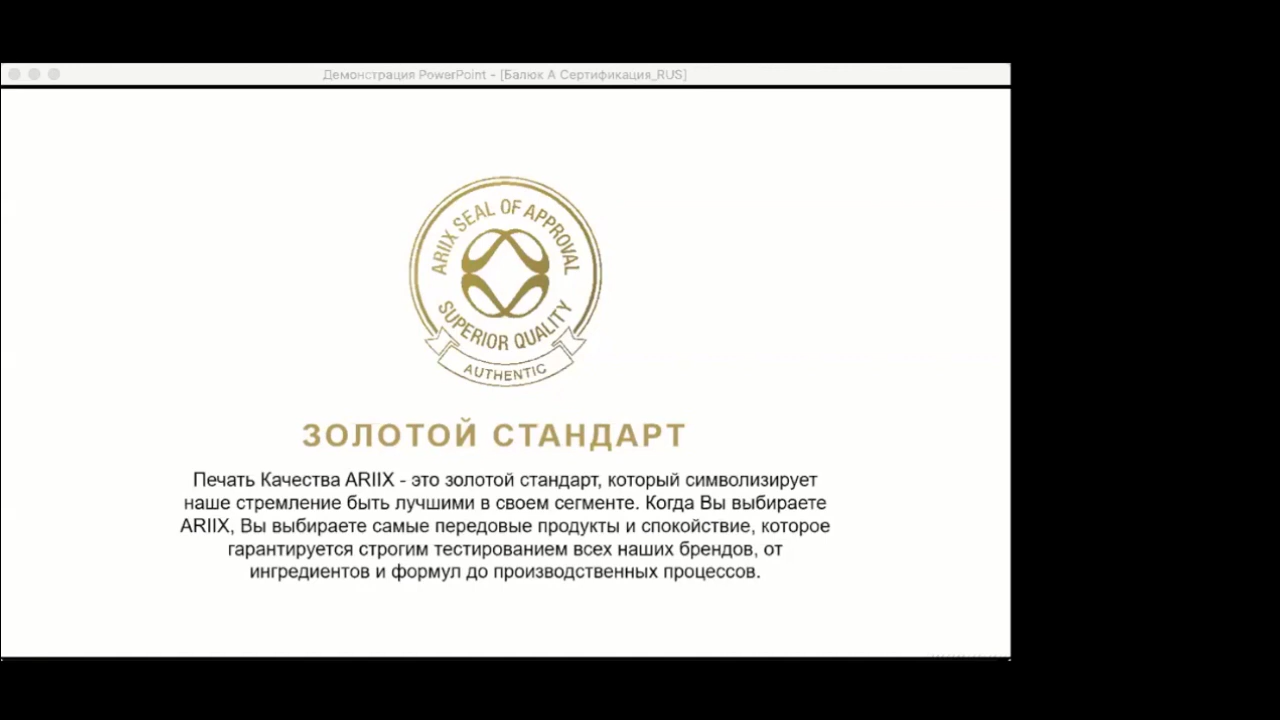 Демонстрация PowerPoint - [Балюк А Сертификация_RUS]
ARIIX SEAL OF APPROVAL
SUPERIOR QUALITY
AUTHENTIC
ЗОЛОТОЙ СТАНДАРТ
Печать Качества ARIIX - это золотой стандарт, который символизирует
наше стремление быть лучшими в своем сегменте. Когда Вы выбираете
ARIIX, Вы выбираете самые передовые продукты и спокойствие, которое
гарантируется строгим тестированием всех наших брендов, от
ингредиентов и формул до производственных процессов.